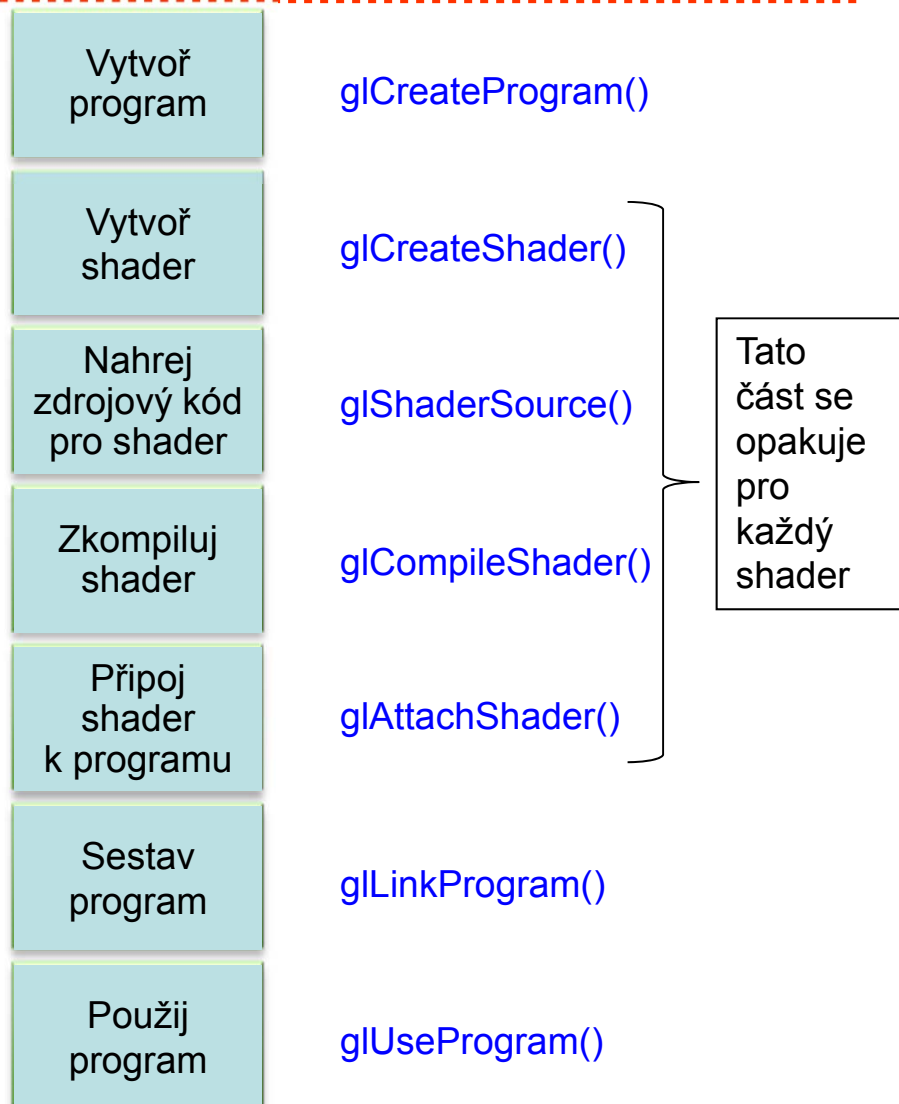 Vytvoř
program
glCreateProgram()
Vytvoř
shader
glCreateShader()
Nahrej
zdrojový kód
pro shader
glShaderSource()
Zkompiluj
shader
glCompileShader()
Připoj
shader
k programu
glAttachShader()
Tato
část se
opakuje
pro
každý
shader
Sestav
program
glLinkProgram()
Použij
program
glUseProgram()